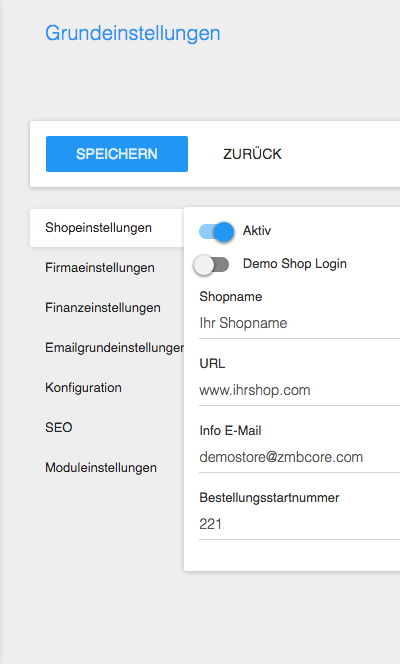 Grundeinstellungen
SPEICHERN
ZURÜCK
Shopeinstellungen
Firmaeinstellungen
Finanzeinstellungen
Emailgrundeinstellungen
Konfiguration
SEO
Moduleinstellungen
Aktiv
Demo Shop Login
Shopname
Ihr Shopname
URL
www.ihrshop.com
Info E-Mail
demostore@zmbcore.com
Bestellungsstartnummer
221